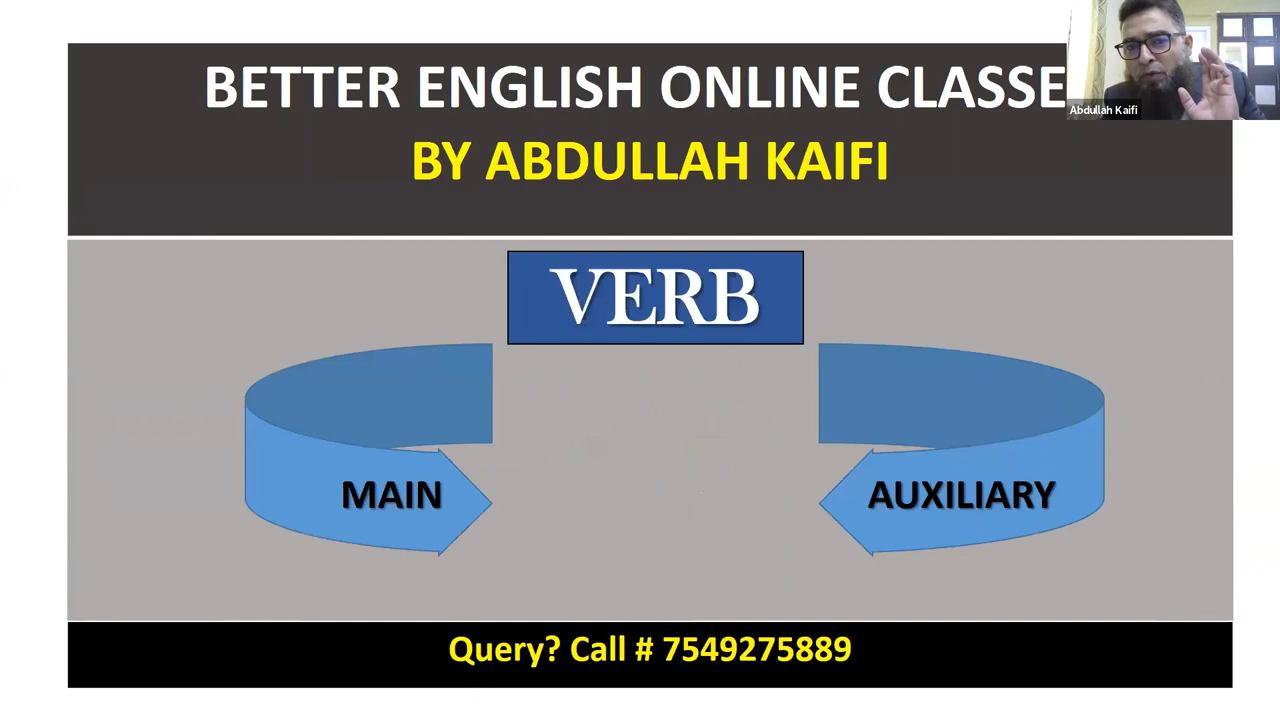 BETTER ENGLISH ONLINE CLASSE
Abdullah Kaifi
BY ABDULLAH KAIFI
VERB
MAIN
AUXILIARY
Query? Call # 7549275889